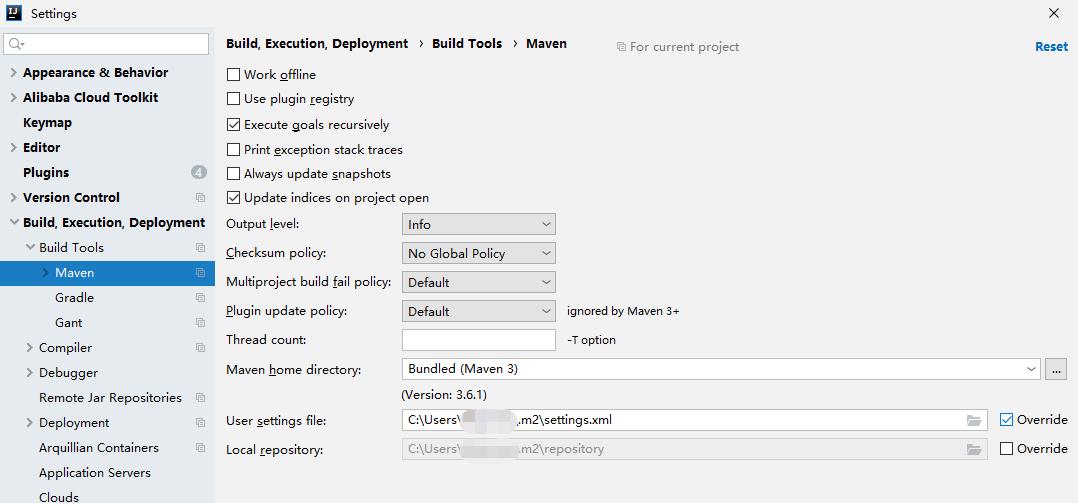 IJ Settings
Build, Execution, Deployment › Build Tools › Maven For current project Reset
Appearance & Behavior
Alibaba Cloud Toolkit
Keymap
Editor
Plugins 4
Version Control
Build, Execution, Deployment
Build Tools
Maven
Gradle
Gant
Compiler
Debugger
Remote Jar Repositories
Deployment
Arquillian Containers
Application Servers
Clouds
Work offline
Use plugin registry
Execute goals recursively
Print exception stack traces
Always update snapshots
Update indices on project open
Output level: Info
Checksum policy: No Global Policy
Multiproject build fail policy: Default
Plugin update policy: Default ignored by Maven 3+
Thread count: -T option
Maven home directory: Bundled (Maven 3) ...
(Version: 3.6.1)
User settings file: C:\Users\ .m2\settings.xml Override
Local repository: C:\Users\ .m2\repository Override